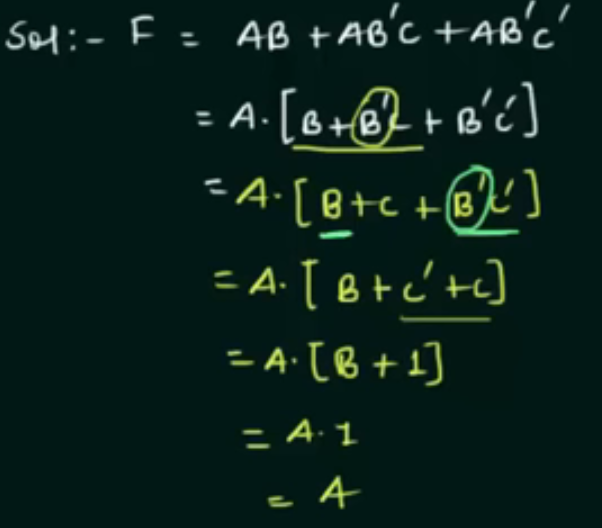 Sol:- F = AB + AB'C + AB'C'
= A.[B+B'C + B'C']
= A.[B+C + B'C']
= A.[B+C'+C]
= A.[B+1]
= A.1
= A